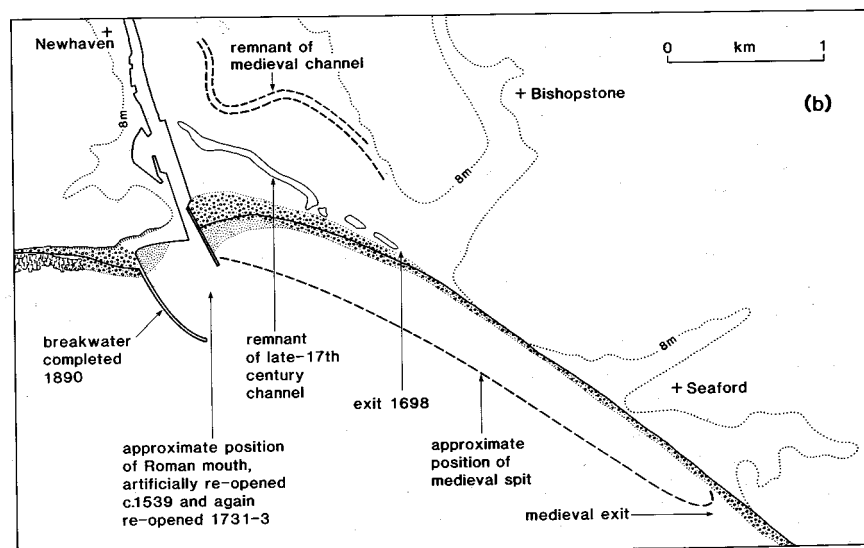 Newhaven
remnant of
medieval channel
0 km 1
Bishopstone
(b)
8m
8m
breakwater
completed
1890
remnant
of late-17th
century
channel
exit 1698
8m
Seaford
approximate position
of Roman mouth,
artificially re-opened
c.1539 and again
re-opened 1731-3
approximate
position of
medieval spit
medieval exit